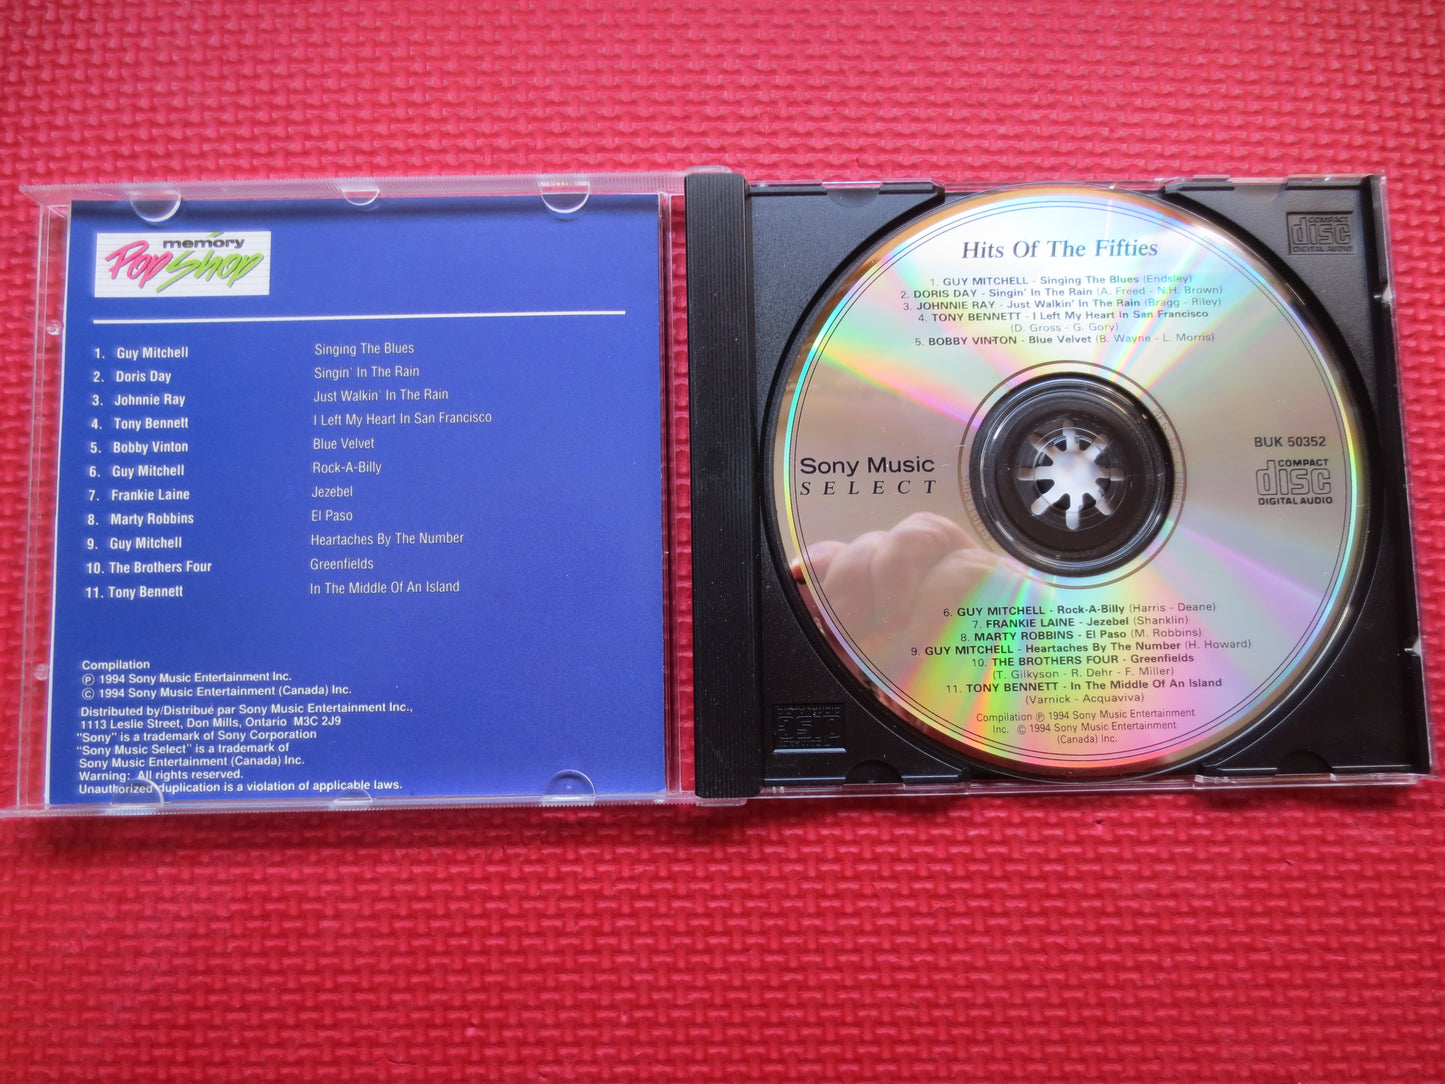 memory
Pop Shop
1. Guy Mitchell Singing The Blues
2. Doris Day Singin' In The Rain
3. Johnnie Ray Just Walkin' In The Rain
4. Tony Bennett I Left My Heart In San Francisco
5. Bobby Vinton Blue Velvet
6. Guy Mitchell Rock-A-Billy
7. Frankie Laine Jezebel
8. Marty Robbins El Paso
9. Guy Mitchell Heartaches By The Number
10. The Brothers Four Greenfields
11. Tony Bennett In The Middle Of An Island
Compilation
℗ 1994 Sony Music Entertainment Inc.
© 1994 Sony Music Entertainment (Canada) Inc.
Distributed by/Distribué par Sony Music Entertainment Inc.,
1113 Leslie Street, Don Mills, Ontario M3C 2J9
"Sony" is a trademark of Sony Corporation
"Sony Music Select" is a trademark of
Sony Music Entertainment (Canada) Inc.
Warning: All rights reserved.
Unauthorized duplication is a violation of applicable laws.
Hits Of The Fifties
1. GUY MITCHELL - Singing The Blues (Endsley)
2. DORIS DAY - Singin' In The Rain (A. Freed - N.H. Brown)
3. JOHNNIE RAY - Just Walkin' In The Rain (Bragg - Riley)
4. TONY BENNETT - I Left My Heart In San Francisco
(D. Gross - G. Gory)
5. BOBBY VINTON - Blue Velvet (B. Wayne - L. Morris)
Sony Music
SELECT
BUK 50352
COMPACT
disc
DIGITAL AUDIO
6. GUY MITCHELL - Rock-A-Billy (Harris - Deane)
7. FRANKIE LAINE - Jezebel (Shanklin)
8. MARTY ROBBINS - El Paso (M. Robbins)
9. GUY MITCHELL - Heartaches By The Number (H. Howard)
10. THE BROTHERS FOUR - Greenfields
(T. Gilkyson - R. Dehr - F. Miller)
11. TONY BENNETT - In The Middle Of An Island
(Varnick - Acquaviva)
Compilation ℗ 1994 Sony Music Entertainment
Inc. © 1994 Sony Music Entertainment
(Canada) Inc.
COMPACT
disc
DIGITAL AUDIO